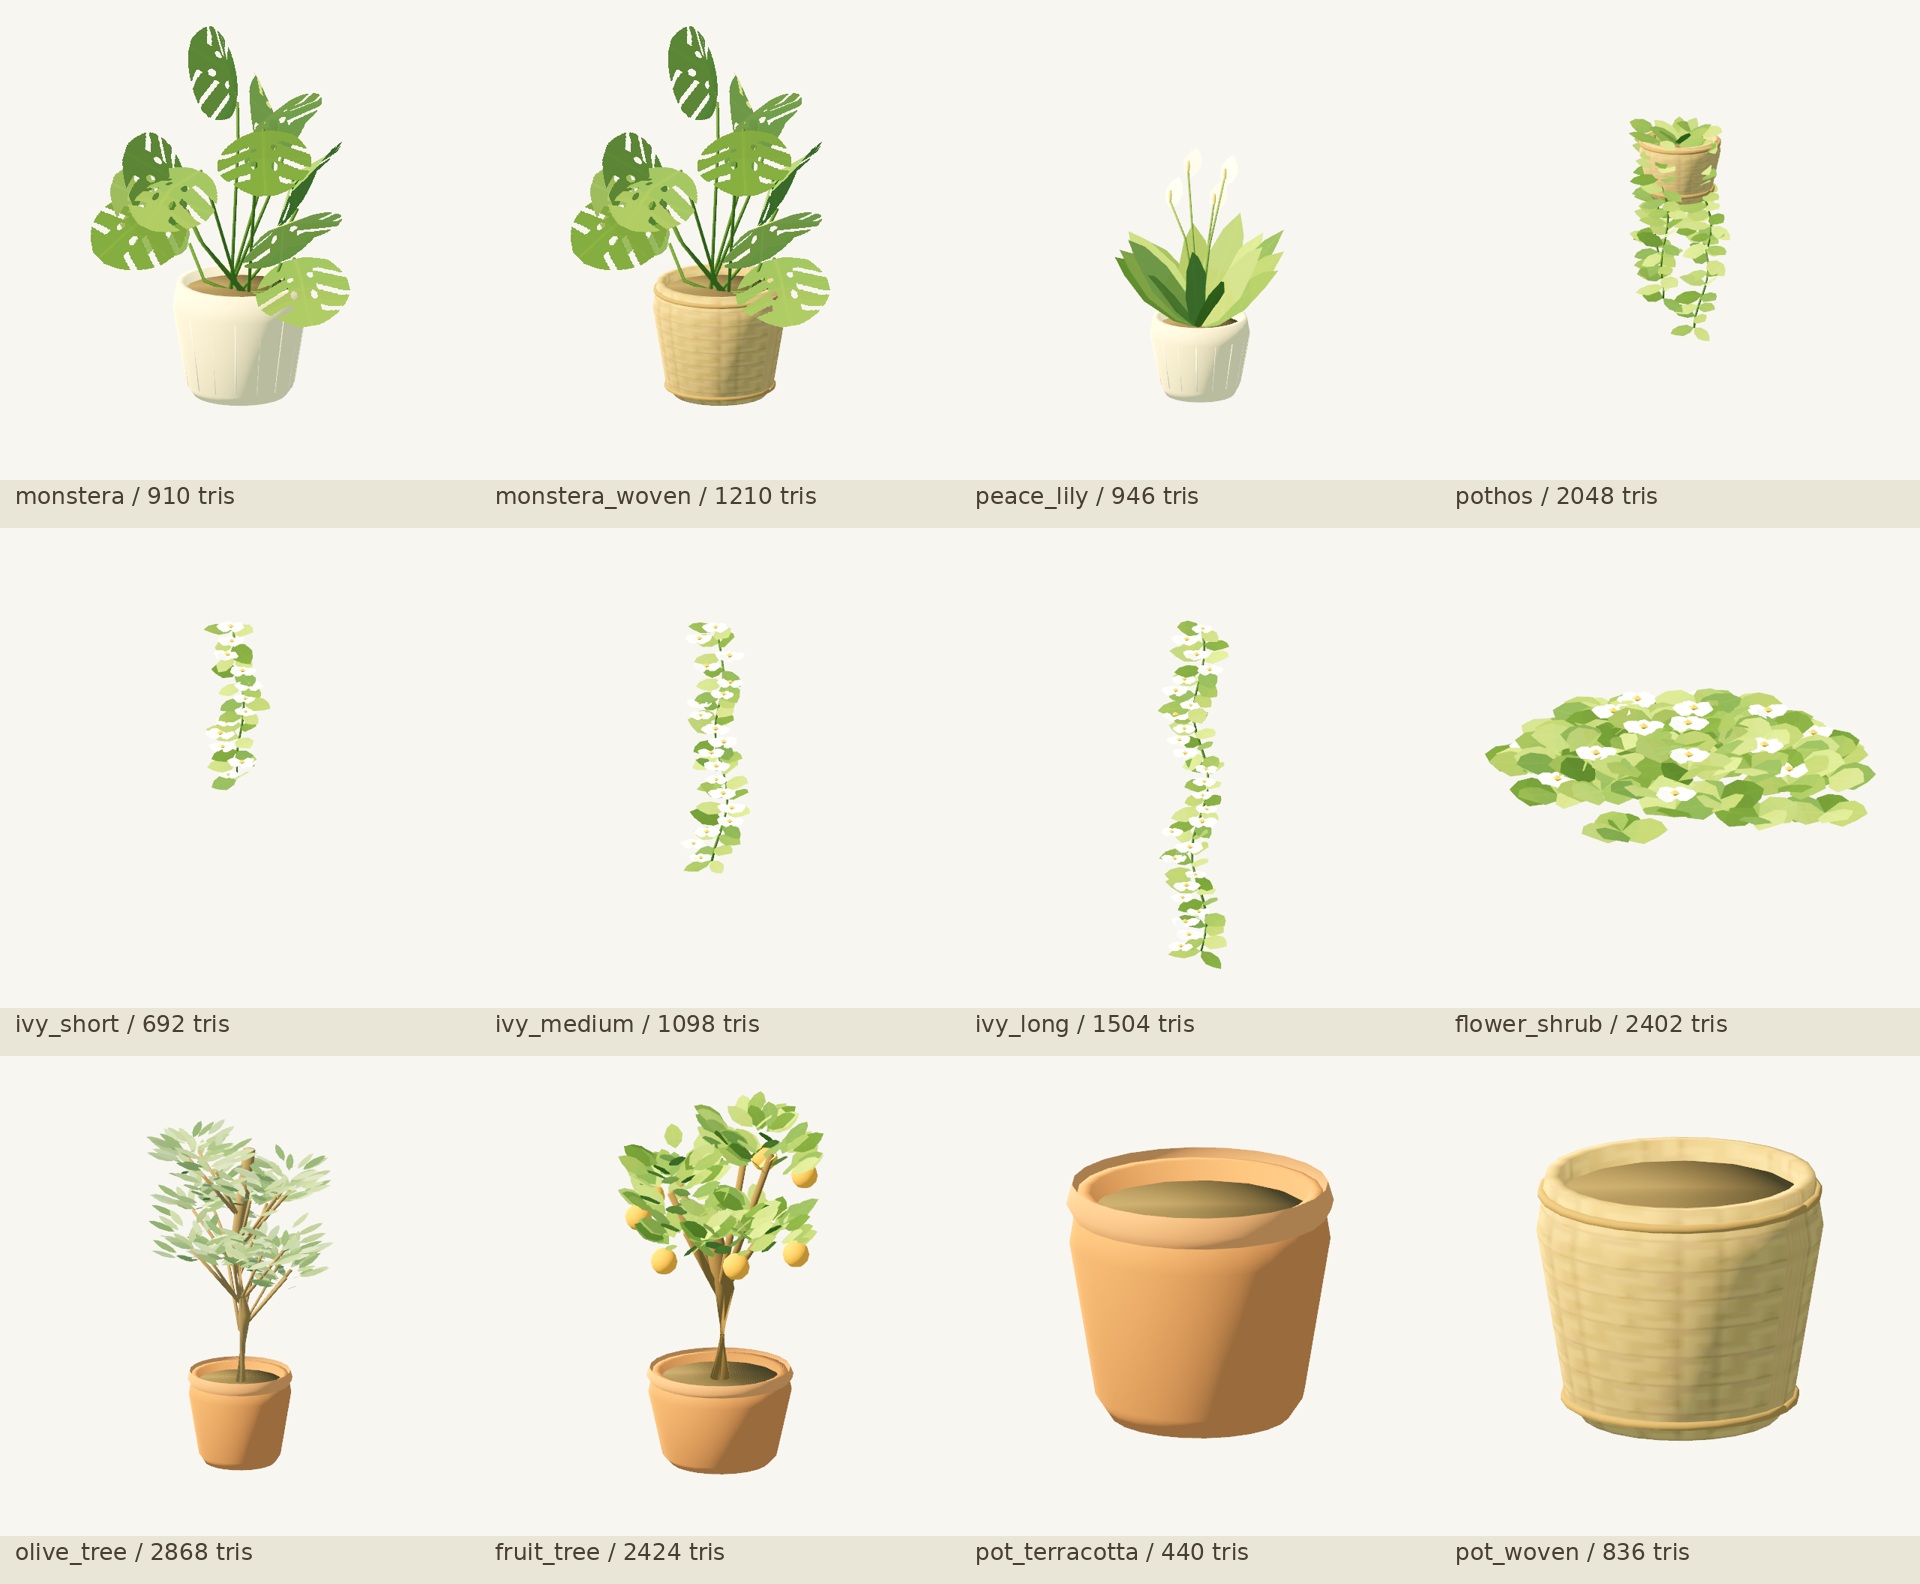 monstera / 910 tris
monstera_woven / 1210 tris
peace_lily / 946 tris
pothos / 2048 tris
ivy_short / 692 tris
ivy_medium / 1098 tris
ivy_long / 1504 tris
flower_shrub / 2402 tris
olive_tree / 2868 tris
fruit_tree / 2424 tris
pot_terracotta / 440 tris
pot_woven / 836 tris